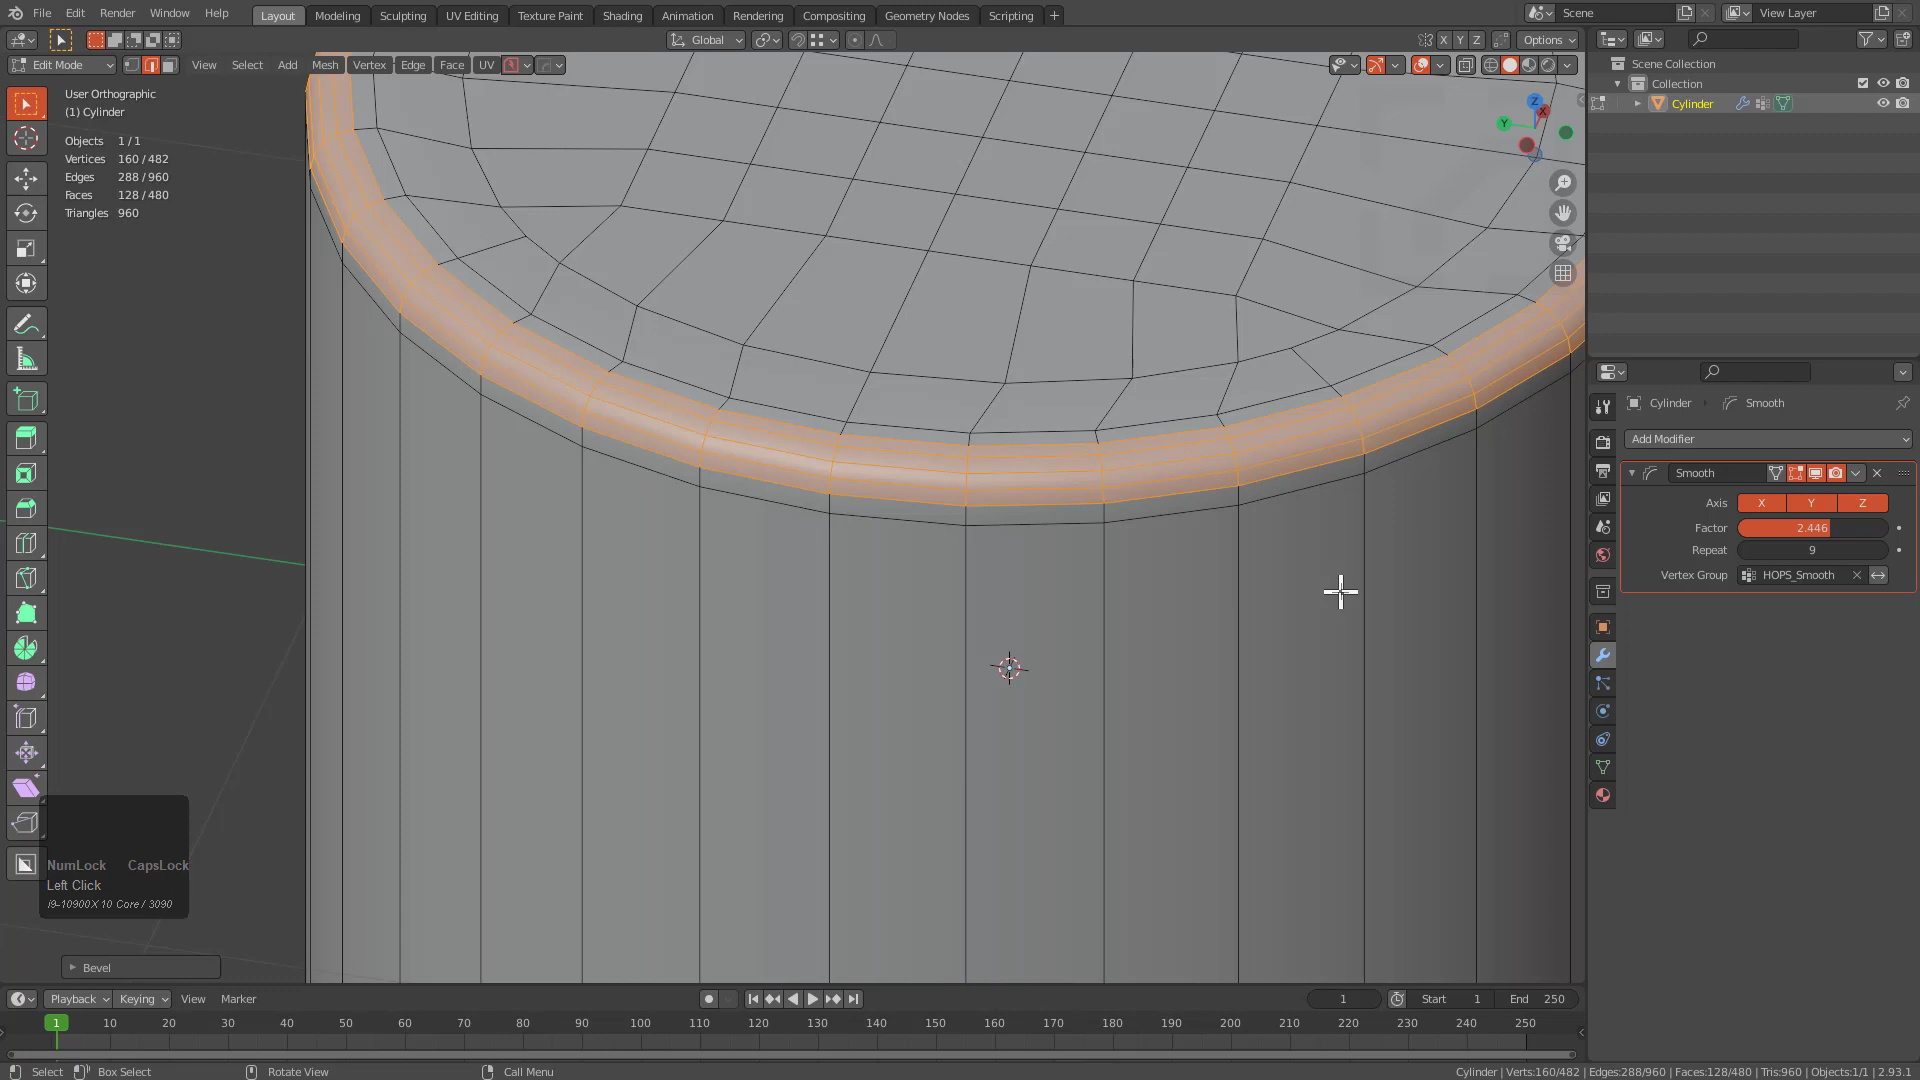 File Edit Render Window Help Layout Modeling Sculpting UV Editing Texture Paint Shading Animation Rendering Compositing Geometry Nodes Scripting + Scene View Layer
Global X Y Z Options
Edit Mode View Select Add Mesh Vertex Edge Face UV
User Orthographic
(1) Cylinder
Objects 1 / 1
Vertices 160 / 482
Edges 288 / 960
Faces 128 / 480
Triangles 960
Z
X
Y
Scene Collection
Collection
Cylinder
Cylinder Smooth
Add Modifier
Smooth
Axis X Y Z
Factor 2.446
Repeat 9
Vertex Group HOPS_Smooth
NumLock CapsLock
Left Click
i9-10900X 10 Core / 3090
Bevel
Playback Keying View Marker 1 Start 1 End 250
1 10 20 30 40 50 60 70 80 90 100 110 120 130 140 150 160 170 180 190 200 210 220 230 240 250
Select Box Select Rotate View Call Menu Cylinder | Verts:160/482 | Edges:288/960 | Faces:128/480 | Tris:960 | Objects:1/1 | 2.93.1